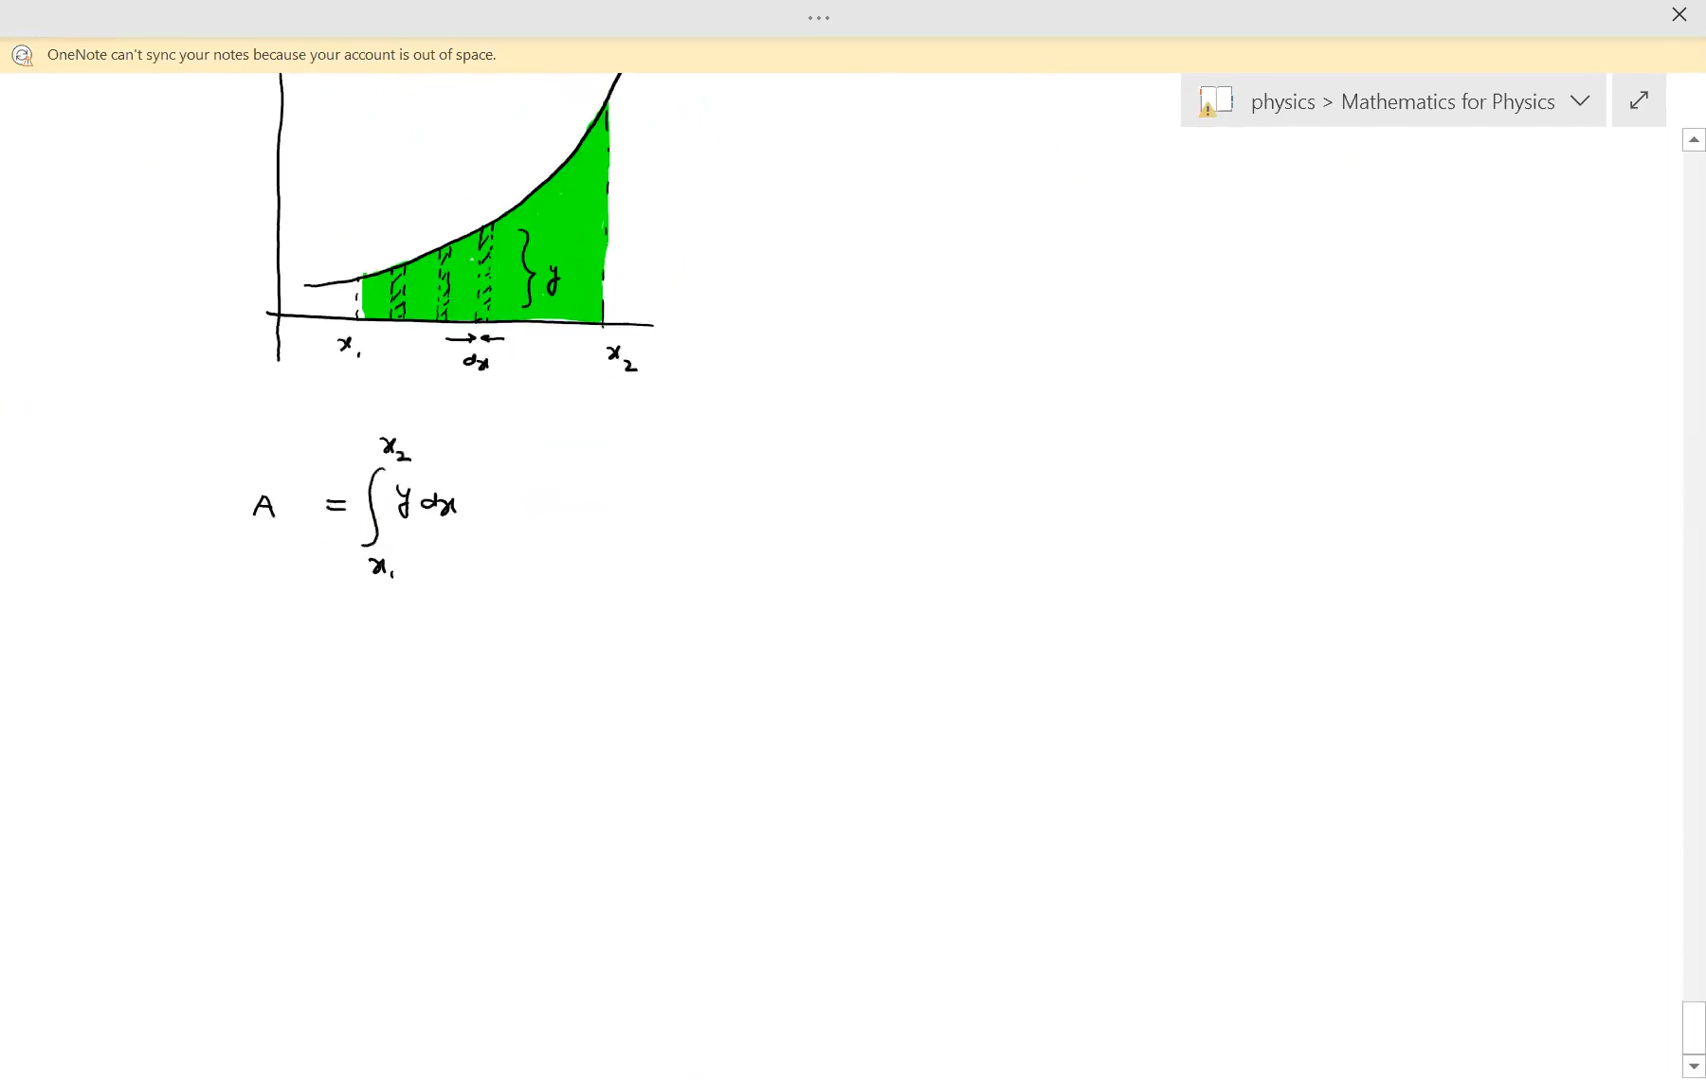 OneNote can't sync your notes because your account is out of space.
physics > Mathematics for Physics
y
x₁
dx
x₂
x₂
A = ∫ y dx
x₁